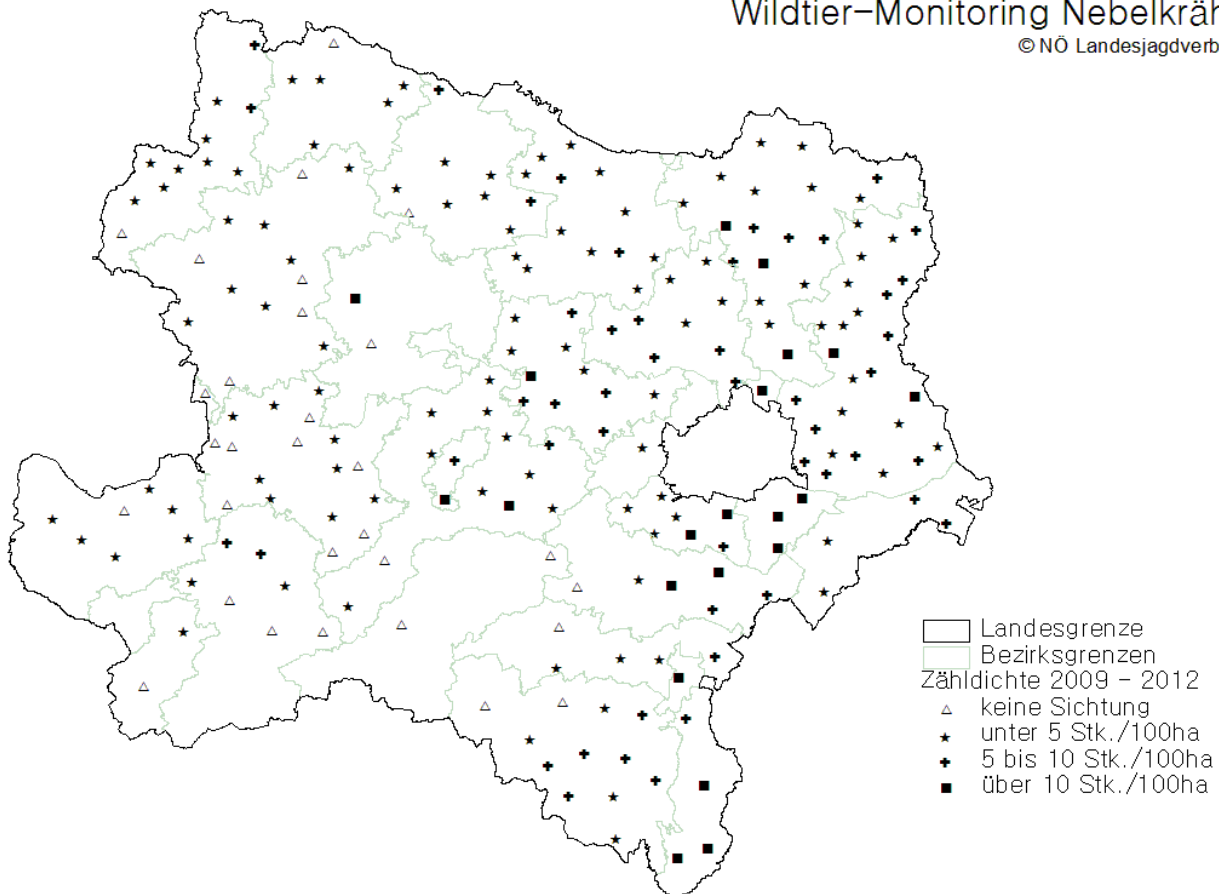 Wildtier-Monitoring Nebelkräh
© NÖ Landesjagdverb
Landesgrenze
Bezirksgrenzen
Zähldichte 2009 - 2012
keine Sichtung
unter 5 Stk./100ha
5 bis 10 Stk./100ha
über 10 Stk./100ha